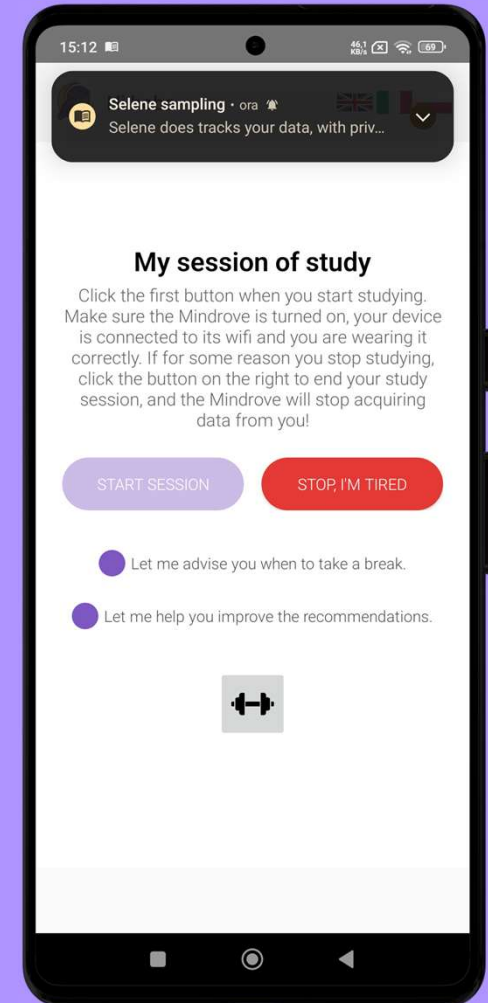 15:12
46,1
KB/s
69
Selene sampling • ora
Selene does tracks your data, with priv...
My session of study
Click the first button when you start studying.
Make sure the Mindrove is turned on, your device
is connected to its wifi and you are wearing it
correctly. If for some reason you stop studying,
click the button on the right to end your study
session, and the Mindrove will stop acquiring
data from you!
START SESSION
STOP, I'M TIRED
Let me advise you when to take a break.
Let me help you improve the recommendations.